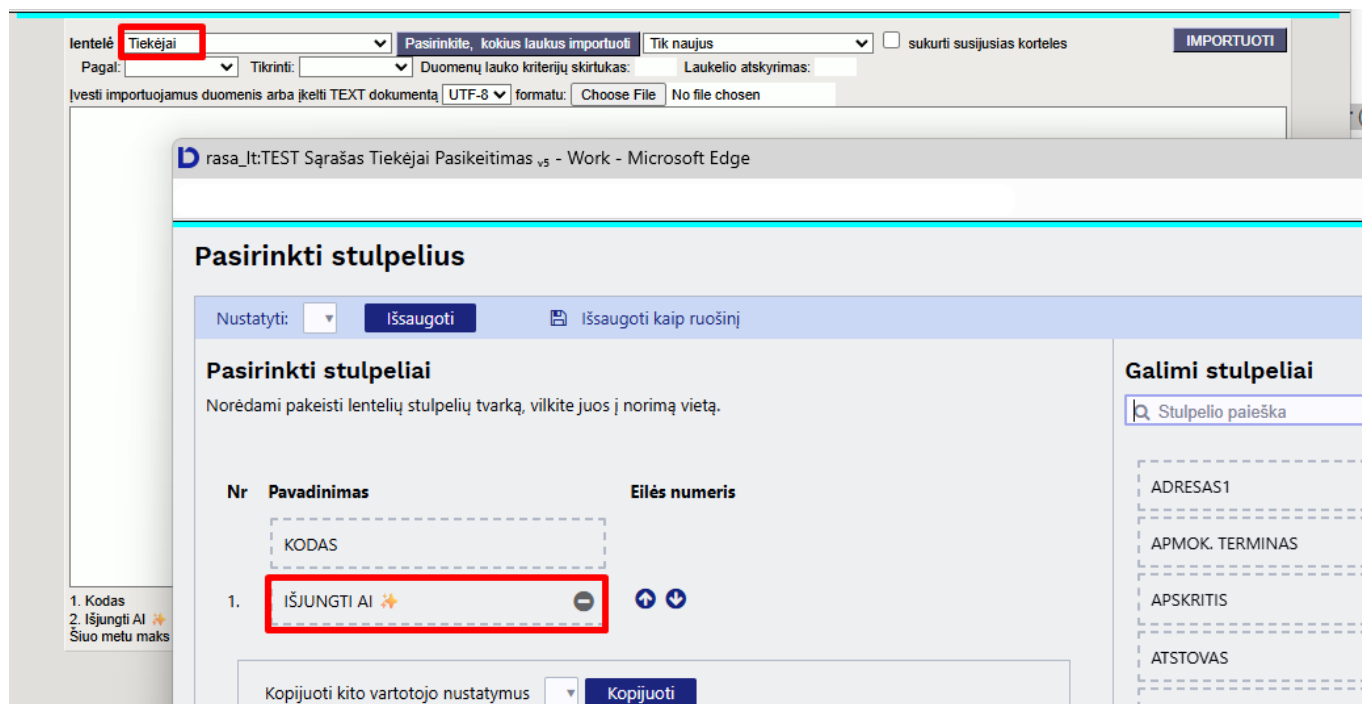 lentelė Tiekėjai Pasirinkite, kokius laukus importuoti Tik naujus sukurti susijusias korteles IMPORTUOTI
Pagal: Tikrinti: Duomenų lauko kriterijų skirtukas: Laukelio atskyrimas:
Įvesti importuojamus duomenis arba įkelti TEXT dokumentą UTF-8 formatu: Choose File No file chosen
rasa_lt:TEST Sąrašas Tiekėjai Pasikeitimas v5 - Work - Microsoft Edge
Pasirinkti stulpelius
Nustatyti: Išsaugoti Išsaugoti kaip ruošinį
Pasirinkti stulpeliai
Norėdami pakeisti lentelių stulpelių tvarką, vilkite juos į norimą vietą.
Nr Pavadinimas Eilės numeris
KODAS
1. IŠJUNGTI AI ✨
Kopijuoti kito vartotojo nustatymus Kopijuoti
Galimi stulpeliai
Stulpelio paieška
ADRESAS1
APMOK. TERMINAS
APSKRITIS
ATSTOVAS
1. Kodas
2. Išjungti AI ✨
Šiuo metu maks